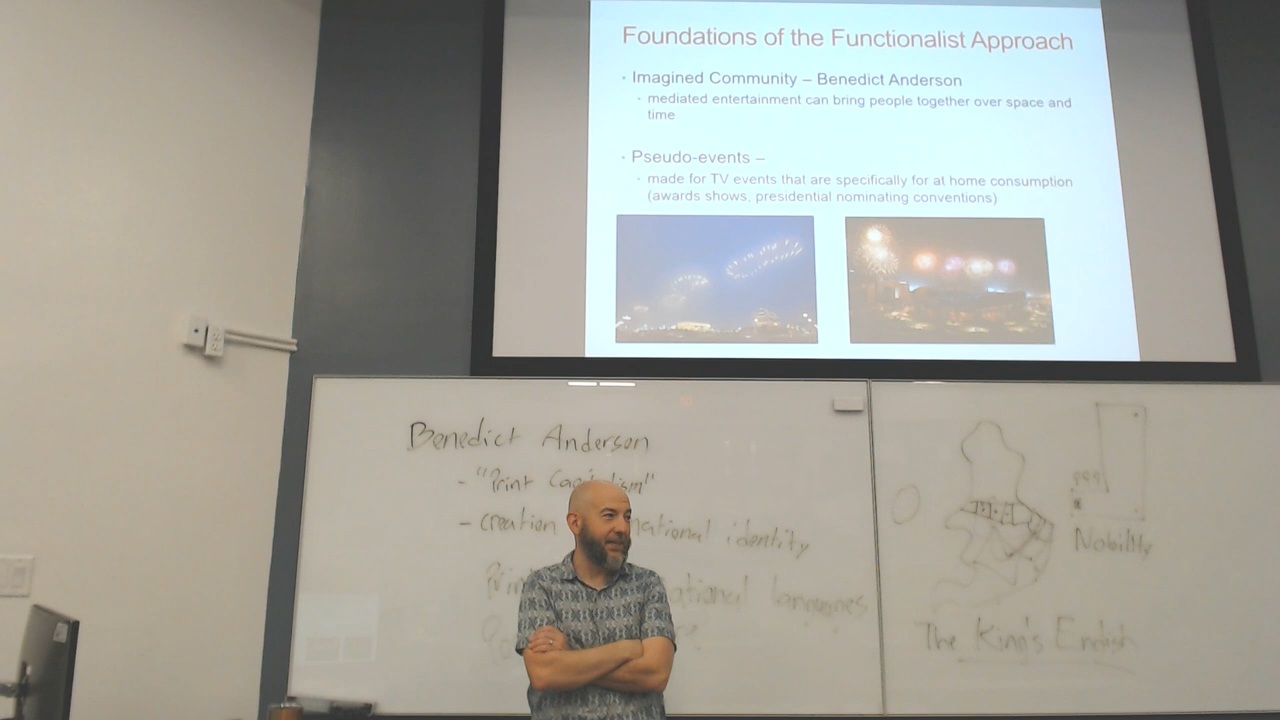 Foundations of the Functionalist Approach
• Imagined Community – Benedict Anderson
• mediated entertainment can bring people together over space and
time
• Pseudo-events –
• made for TV events that are specifically for at home consumption
(awards shows, presidential nominating conventions)
Benedict Anderson
- "Print Capitalism"
- creation national identity
Nobility
The King's English